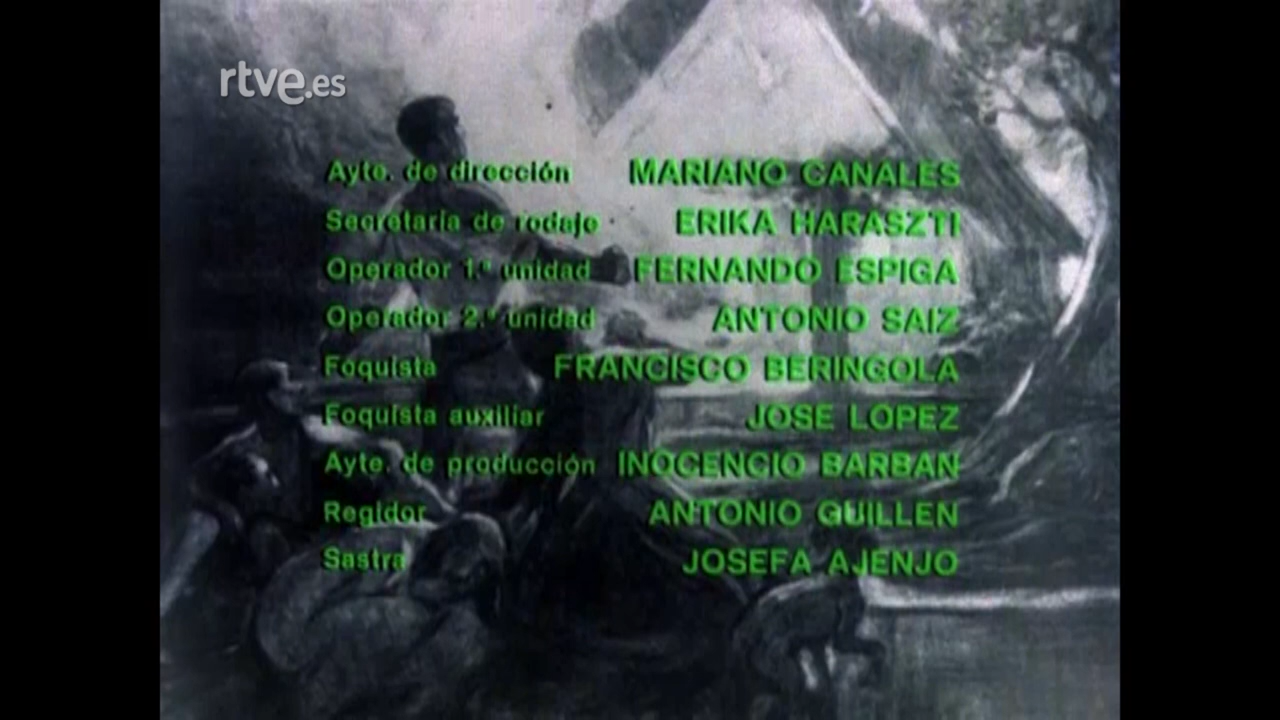 rtve.es
Ayte. de dirección MARIANO CANALES
Secretaria de rodaje ERIKA HARASZTI
Operador 1.ª unidad FERNANDO ESPIGA
Operador 2.ª unidad ANTONIO SAIZ
Foquista FRANCISCO BERINGOLA
Foquista auxiliar JOSE LOPEZ
Ayte. de producción INOCENCIO BARBAN
Regidor ANTONIO GUILLEN
Sastra JOSEFA AJENJO